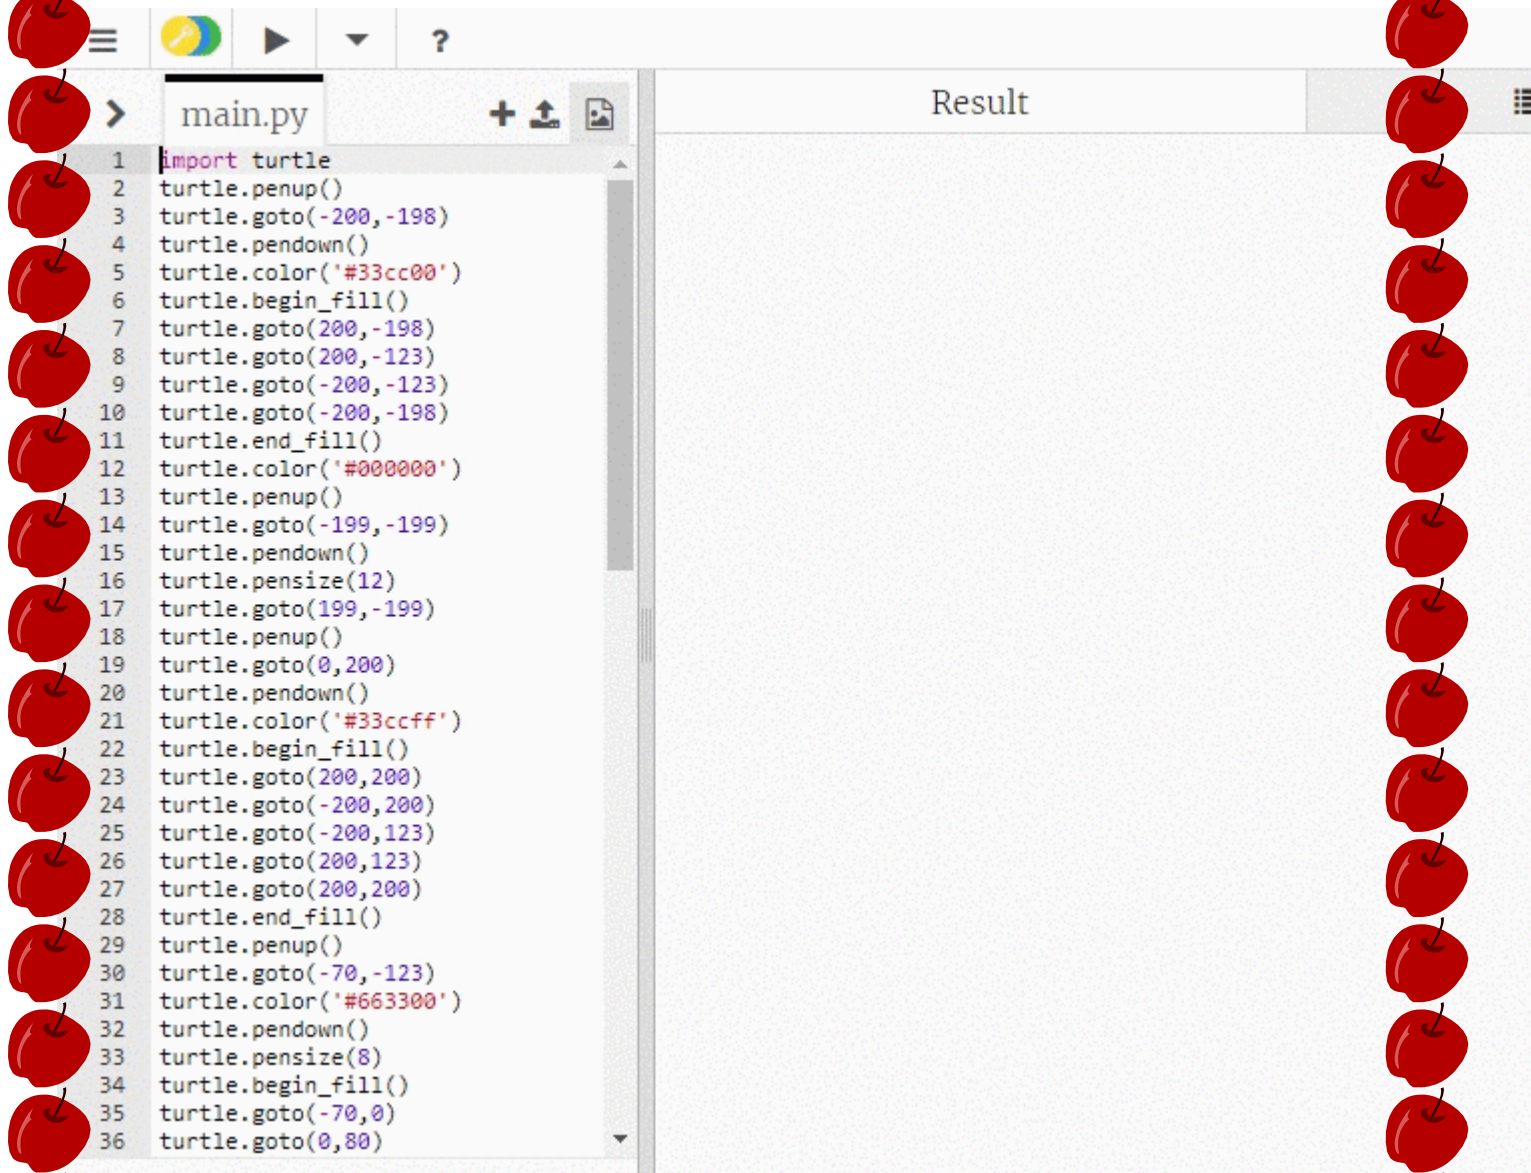 ?
main.py
Result
1 import turtle
2 turtle.penup()
3 turtle.goto(-200,-198)
4 turtle.pendown()
5 turtle.color('#33cc00')
6 turtle.begin_fill()
7 turtle.goto(200,-198)
8 turtle.goto(200,-123)
9 turtle.goto(-200,-123)
10 turtle.goto(-200,-198)
11 turtle.end_fill()
12 turtle.color('#000000')
13 turtle.penup()
14 turtle.goto(-199,-199)
15 turtle.pendown()
16 turtle.pensize(12)
17 turtle.goto(199,-199)
18 turtle.penup()
19 turtle.goto(0,200)
20 turtle.pendown()
21 turtle.color('#33ccff')
22 turtle.begin_fill()
23 turtle.goto(200,200)
24 turtle.goto(-200,200)
25 turtle.goto(-200,123)
26 turtle.goto(200,123)
27 turtle.goto(200,200)
28 turtle.end_fill()
29 turtle.penup()
30 turtle.goto(-70,-123)
31 turtle.color('#663300')
32 turtle.pendown()
33 turtle.pensize(8)
34 turtle.begin_fill()
35 turtle.goto(-70,0)
36 turtle.goto(0,80)